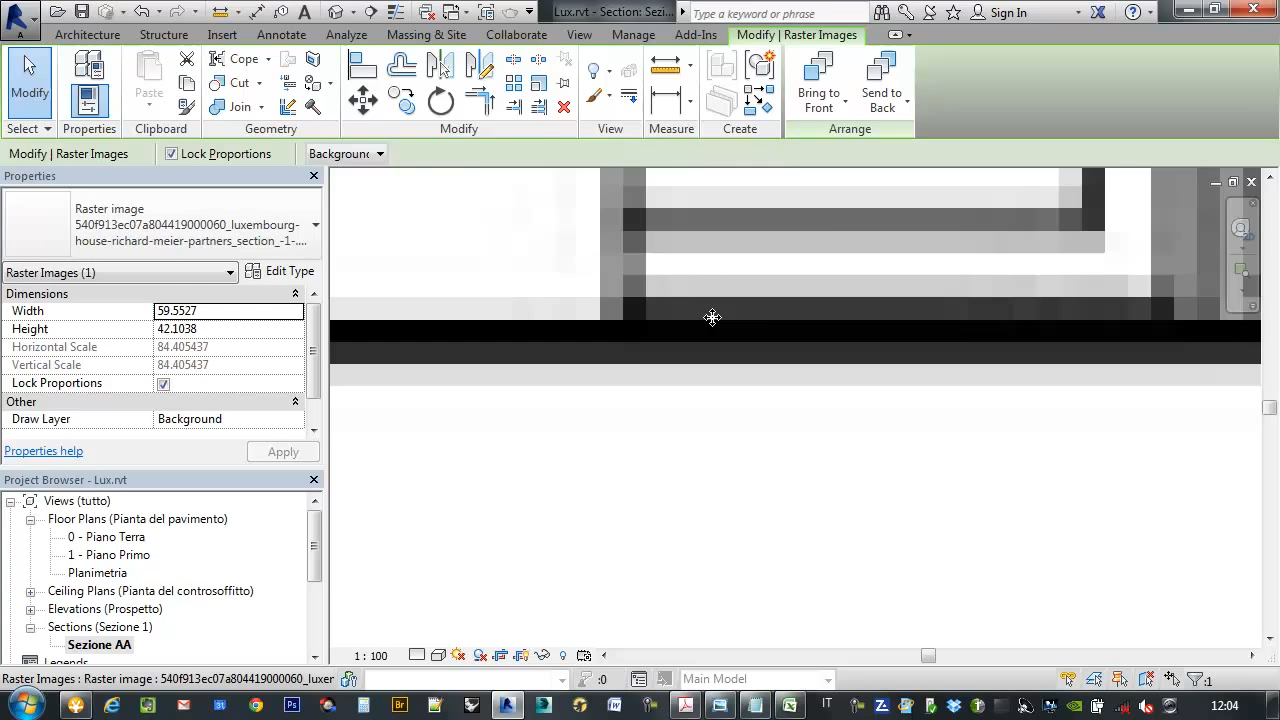 Lux.rvt - Section: Sezi...
Type a keyword or phrase
Sign In
Architecture
Structure
Insert
Annotate
Analyze
Massing & Site
Collaborate
View
Manage
Add-Ins
Modify | Raster Images
Modify
Paste
Cope
Cut
Join
Bring to
Front
Send to
Back
Select
Properties
Clipboard
Geometry
Modify
View
Measure
Create
Arrange
Modify | Raster Images
Lock Proportions
Backgrounc
Properties
Raster image
540f913ec07a804419000060_luxembourg-
house-richard-meier-partners_section_-1-....
Raster Images (1)
Edit Type
Dimensions
Width 59.5527
Height 42.1038
Horizontal Scale 84.405437
Vertical Scale 84.405437
Lock Proportions
Other
Draw Layer Background
Properties help
Apply
Project Browser - Lux.rvt
Views (tutto)
Floor Plans (Pianta del pavimento)
0 - Piano Terra
1 - Piano Primo
Planimetria
Ceiling Plans (Pianta del controsoffitto)
Elevations (Prospetto)
Sections (Sezione 1)
Sezione AA
Legends
1 : 100
Raster Images : Raster image : 540f913ec07a804419000060_luxer
:0
Main Model
:1
Ps
Br
IT
12:04